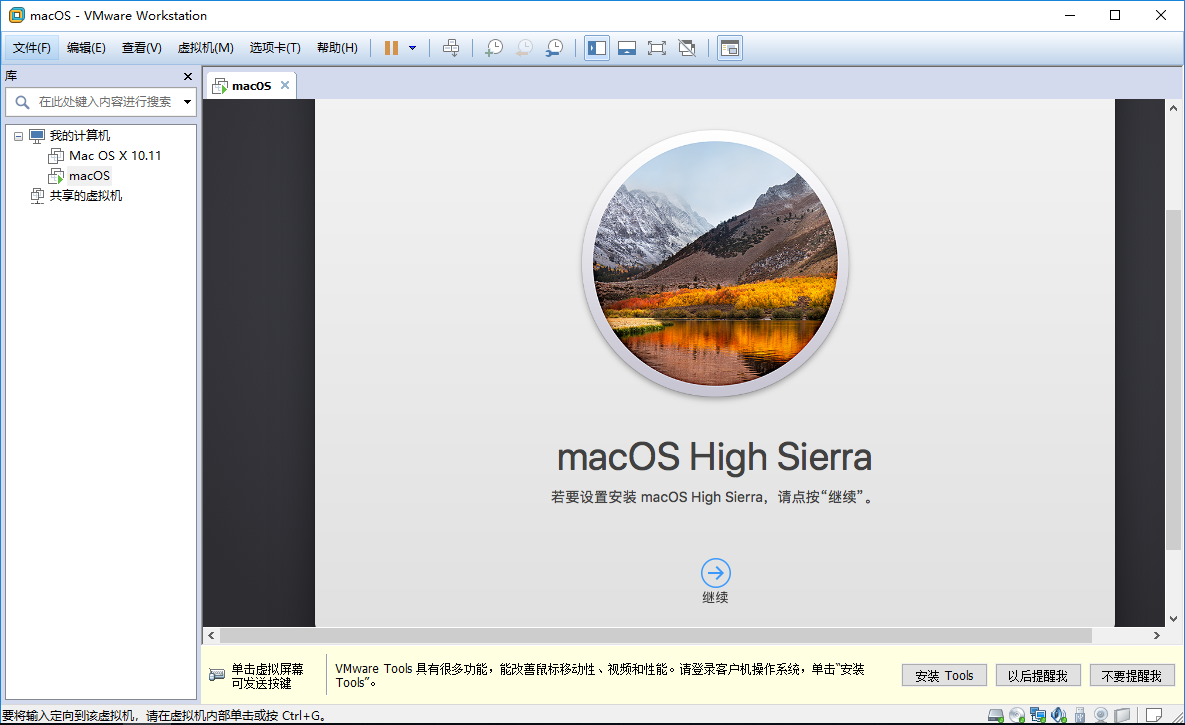 macOS - VMware Workstation
文件(F) 编辑(E) 查看(V) 虚拟机(M) 选项卡(T) 帮助(H)
库
在此处键入内容进行搜索
我的计算机
Mac OS X 10.11
macOS
共享的虚拟机
macOS
macOS High Sierra
若要设置安装 macOS High Sierra，请点按“继续”。
继续
单击虚拟屏幕
可发送按键
VMware Tools 具有很多功能，能改善鼠标移动性、视频和性能。请登录客户机操作系统，单击“安装
Tools”。
安装 Tools
以后提醒我
不要提醒我
要将输入定向到该虚拟机，请在虚拟机内部单击或按 Ctrl+G。